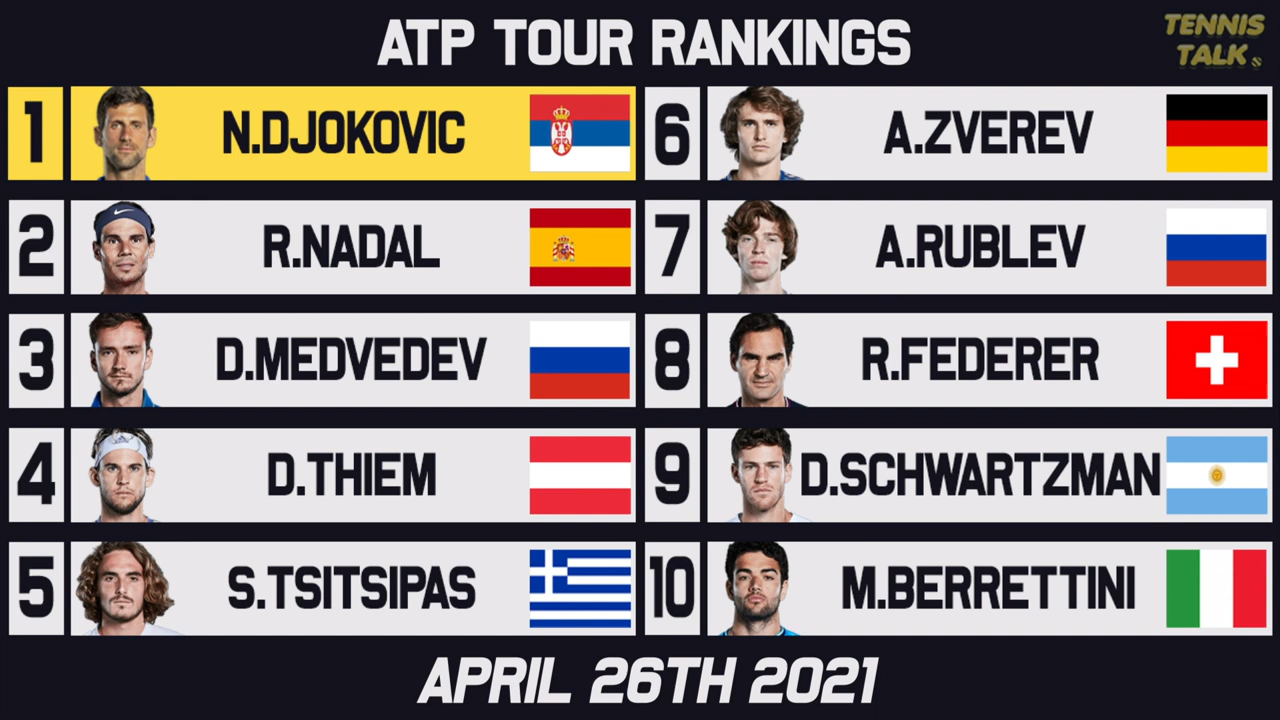 ATP TOUR RANKINGS
TENNIS
TALK
1 N.DJOKOVIC
2 R.NADAL
3 D.MEDVEDEV
4 D.THIEM
5 S.TSITSIPAS
6 A.ZVEREV
7 A.RUBLEV
8 R.FEDERER
9 D.SCHWARTZMAN
10 M.BERRETTINI
APRIL 26TH 2021